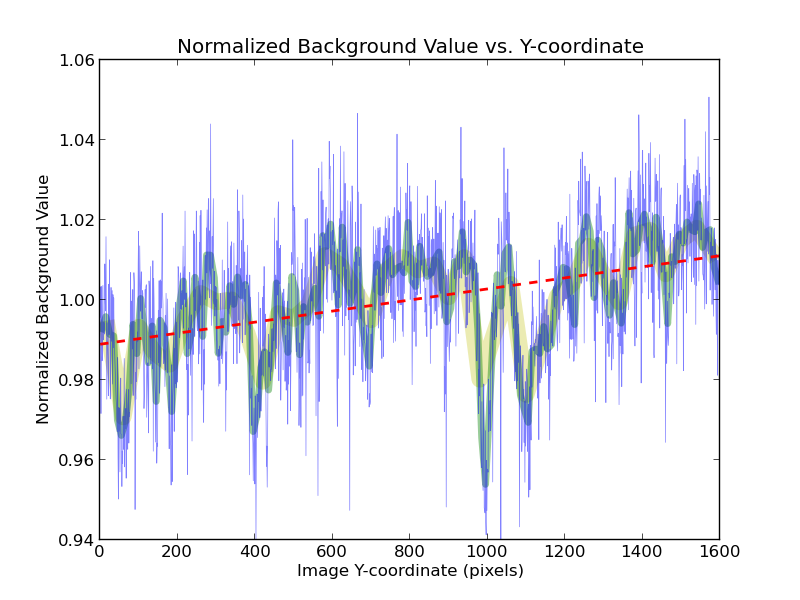 Normalized Background Value vs. Y-coordinate
1.06
1.04
1.02
1.00
0.98
0.96
0.94
Normalized Background Value
0 200 400 600 800 1000 1200 1400 1600
Image Y-coordinate (pixels)